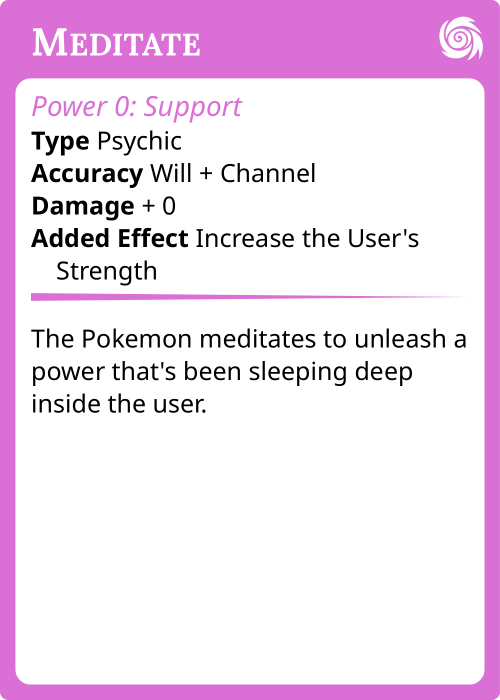 MEDITATE
Power 0: Support
Type Psychic
Accuracy Will + Channel
Damage + 0
Added Effect Increase the User's
Strength
The Pokemon meditates to unleash a
power that's been sleeping deep
inside the user.